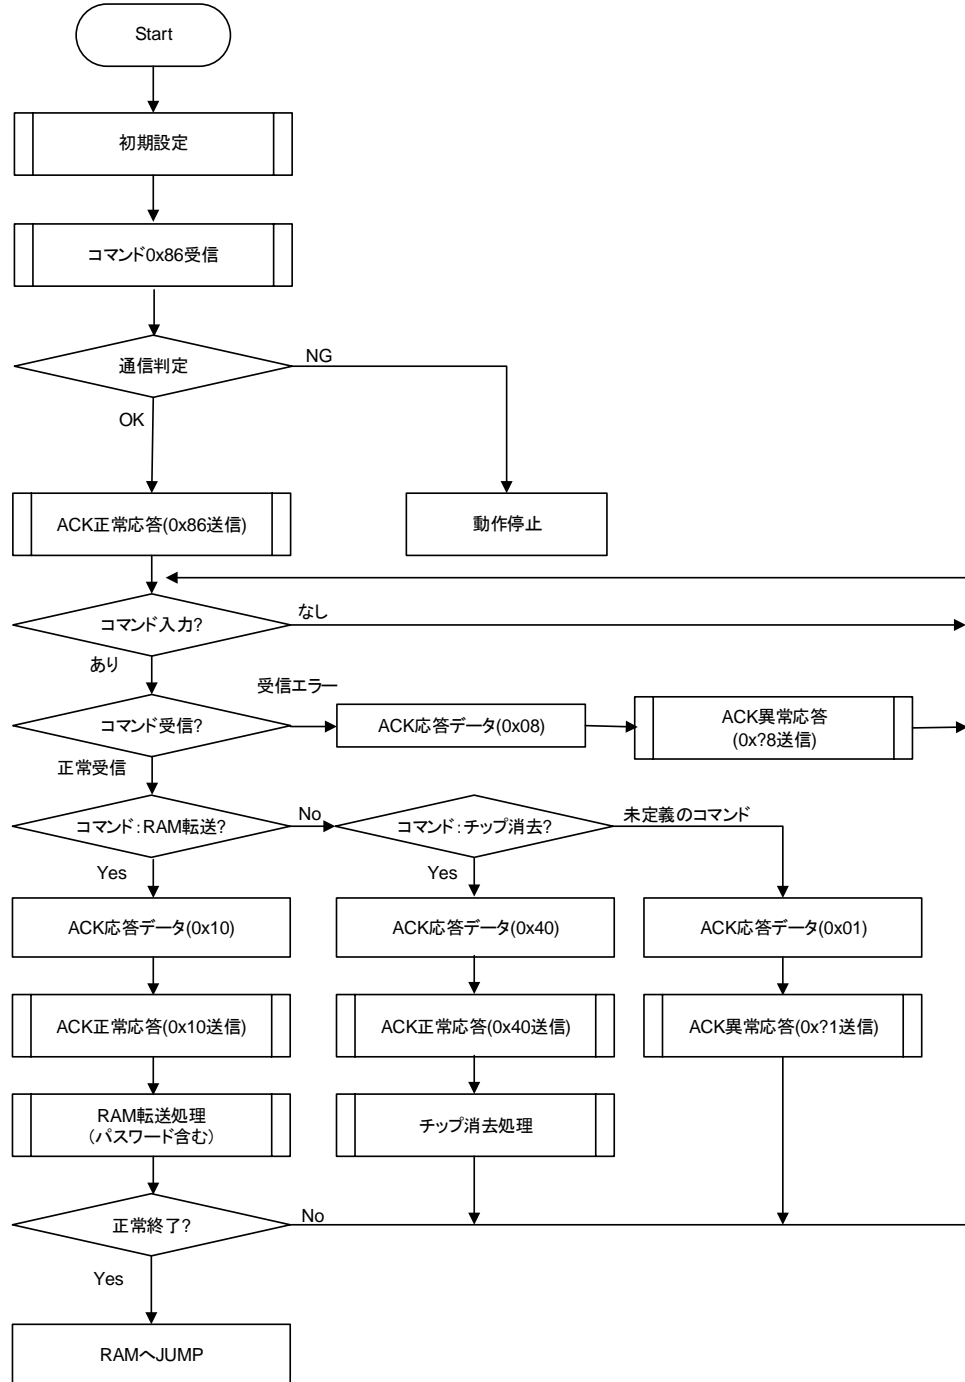 Start
初期設定
コマンド0x86受信
通信判定
NG
OK
ACK正常応答(0x86送信)
動作停止
コマンド入力?
なし
あり
受信エラー
コマンド受信?
ACK応答データ(0x08)
ACK異常応答
(0x?8送信)
正常受信
コマンド:RAM転送?
No
コマンド:チップ消去?
未定義のコマンド
Yes
Yes
ACK応答データ(0x10)
ACK応答データ(0x40)
ACK応答データ(0x01)
ACK正常応答(0x10送信)
ACK正常応答(0x40送信)
ACK異常応答(0x?1送信)
RAM転送処理
(パスワード含む)
チップ消去処理
正常終了?
No
Yes
RAMへJUMP